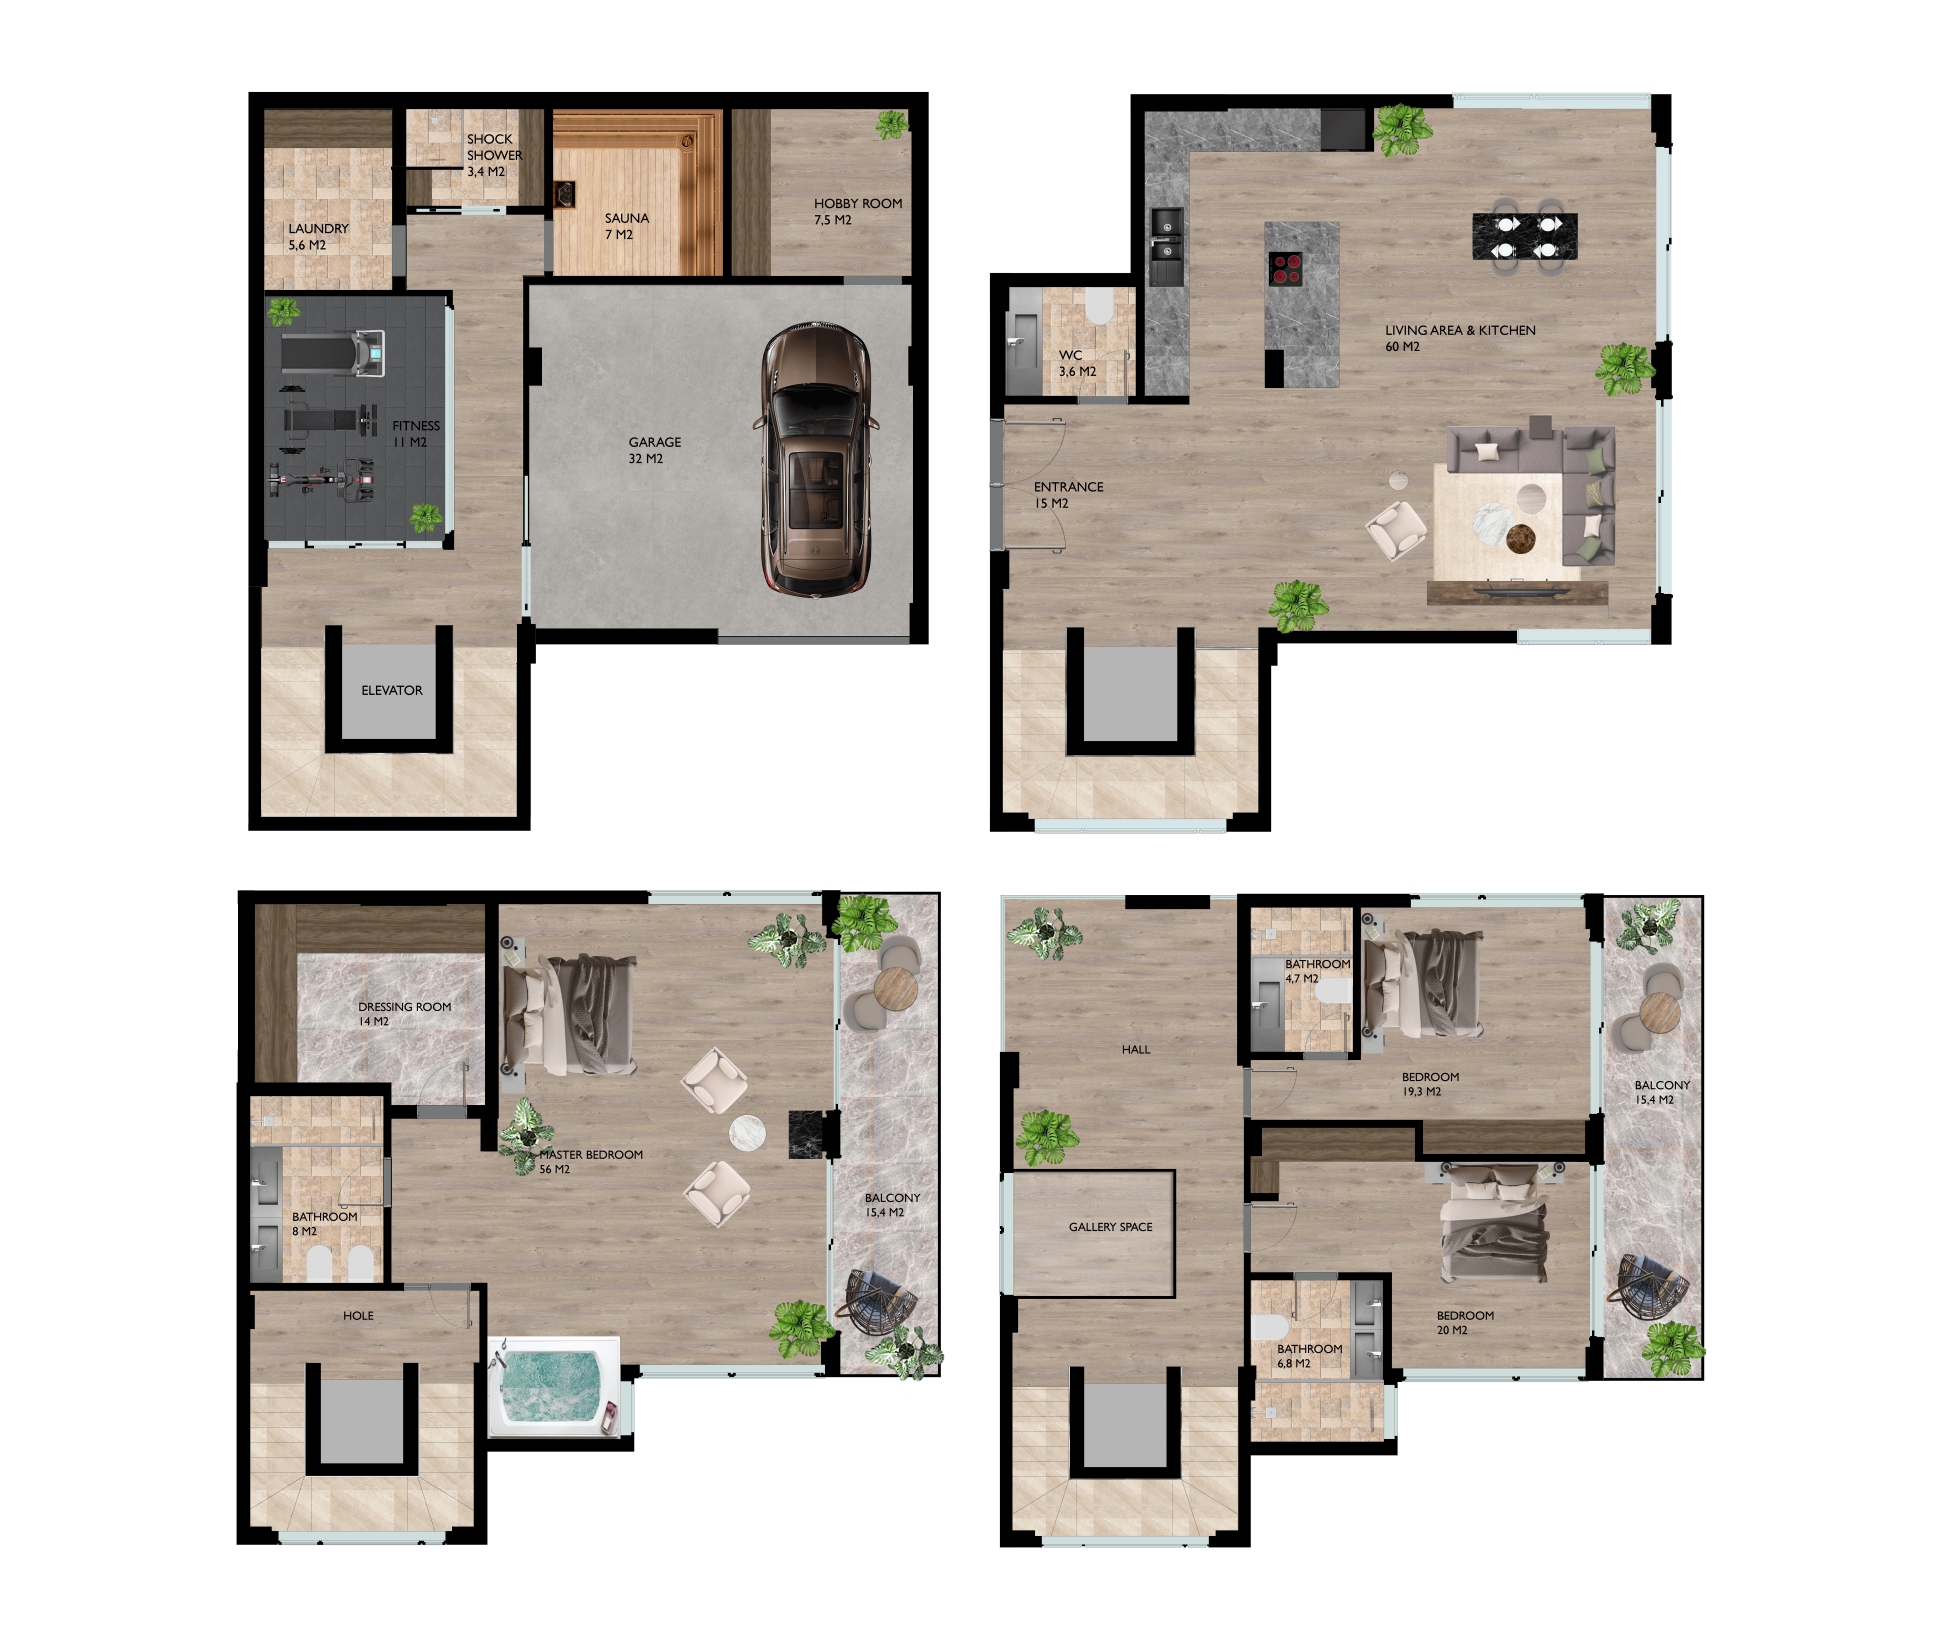 SHOCK
SHOWER
3,4 M2
LAUNDRY
5,6 M2
SAUNA
7 M2
HOBBY ROOM
7,5 M2
FITNESS
11 M2
GARAGE
32 M2
ELEVATOR
LIVING AREA & KITCHEN
60 M2
WC
3,6 M2
ENTRANCE
15 M2
DRESSING ROOM
14 M2
MASTER BEDROOM
56 M2
BALCONY
15,4 M2
BATHROOM
8 M2
HOLE
BATHROOM
4,7 M2
HALL
BEDROOM
19,3 M2
BALCONY
15,4 M2
GALLERY SPACE
BEDROOM
20 M2
BATHROOM
6,8 M2